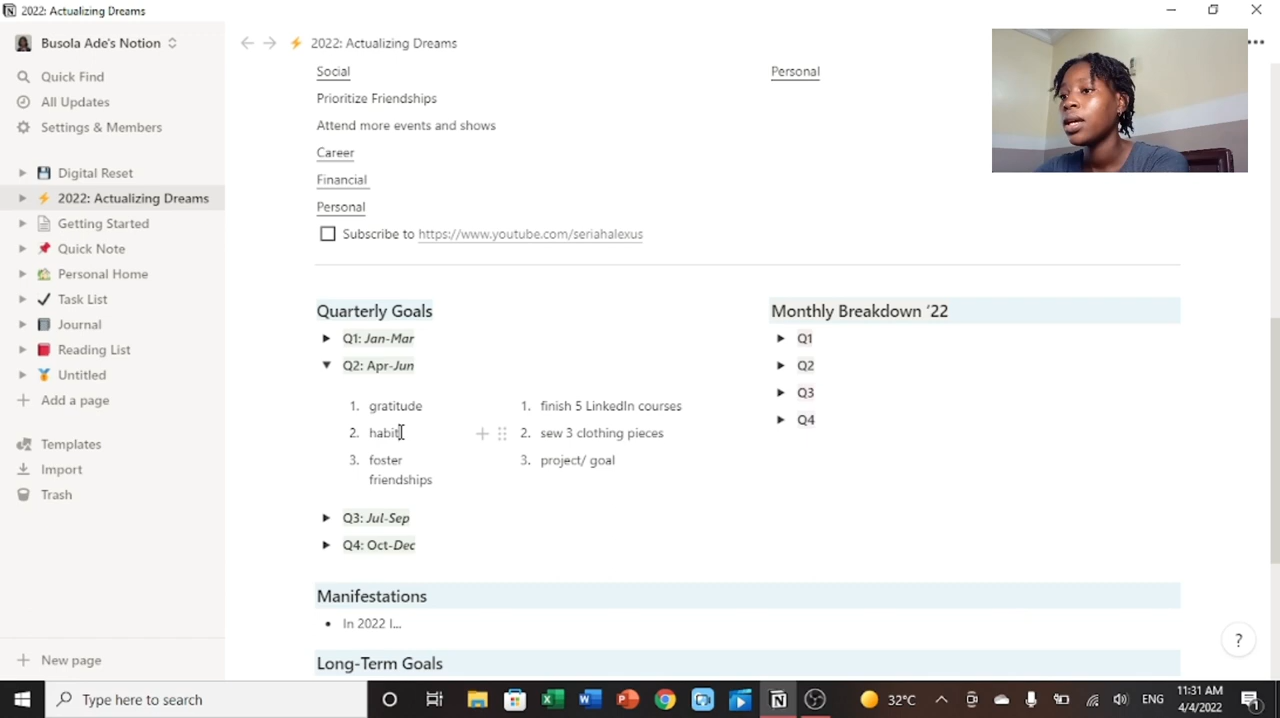 2022: Actualizing Dreams
Busola Ade's Notion
2022: Actualizing Dreams
Quick Find
All Updates
Settings & Members
Digital Reset
2022: Actualizing Dreams
Getting Started
Quick Note
Personal Home
Task List
Journal
Reading List
Untitled
Add a page
Templates
Import
Trash
New page
Social
Personal
Prioritize Friendships
Attend more events and shows
Career
Financial
Personal
Subscribe to https://www.youtube.com/seriahalexus
Quarterly Goals
Q1: Jan-Mar
Q2: Apr-Jun
1. gratitude
2. habit
3. foster
friendships
1. finish 5 LinkedIn courses
2. sew 3 clothing pieces
3. project/ goal
Q3: Jul-Sep
Q4: Oct-Dec
Monthly Breakdown ‘22
Q1
Q2
Q3
Q4
Manifestations
• In 2022 I...
Long-Term Goals
?
Type here to search
32°C
ENG
11:31 AM
4/4/2022